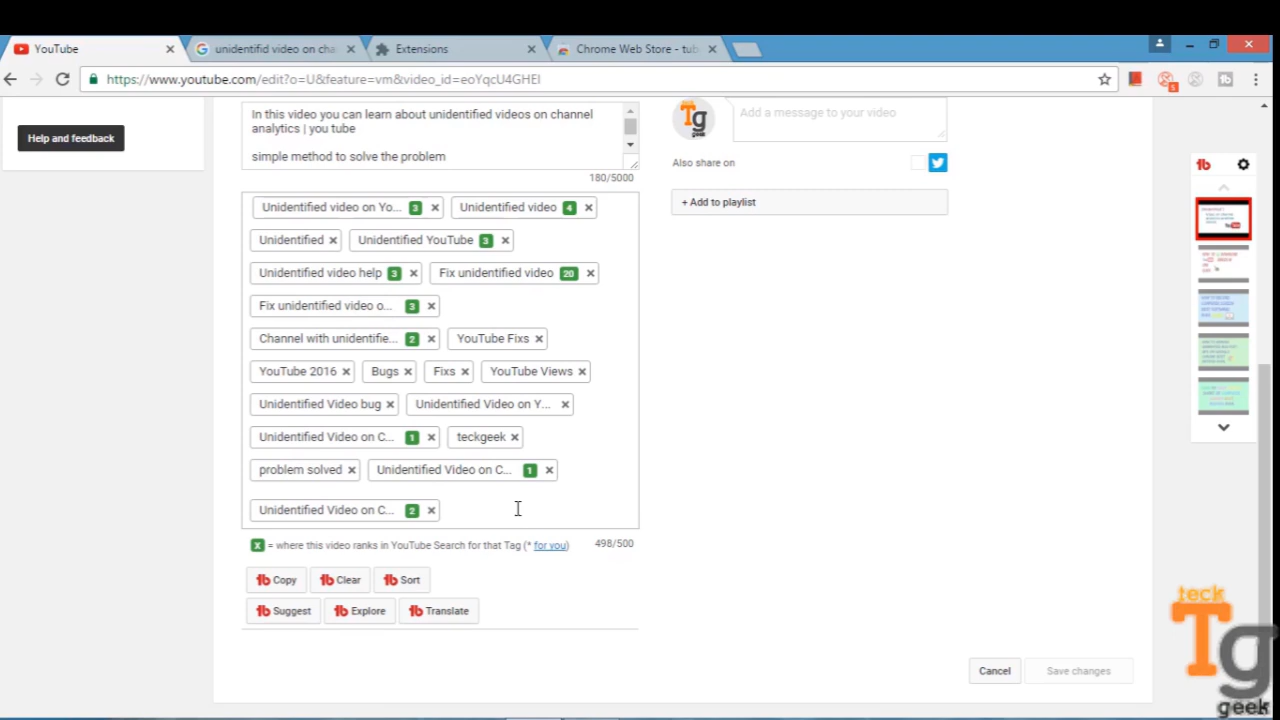 YouTube
unidentifid video on cha
Extensions
Chrome Web Store - tub
https://www.youtube.com/edit?o=U&feature=vm&video_id=eoYqcU4GHEI
5
Help and feedback
In this video you can learn about unidentified videos on channel
analytics | you tube
simple method to solve the problem
180/5000
Tg
geek
Add a message to your video
Also share on
+ Add to playlist
Unidentified video on Yo... 3
Unidentified video 4
Unidentified
Unidentified YouTube 3
Unidentified video help 3
Fix unidentified video 20
Fix unidentified video o... 3
Channel with unidentifie... 2
YouTube Fixs
YouTube 2016
Bugs
Fixs
YouTube Views
Unidentified Video bug
Unidentified Video on Y...
Unidentified Video on C... 1
teckgeek
problem solved
Unidentified Video on C... 1
Unidentified Video on C... 2
x = where this video ranks in YouTube Search for that Tag (* for you)
498/500
Copy
Clear
Sort
Suggest
Explore
Translate
Cancel
Save changes
teck
Tg
geek